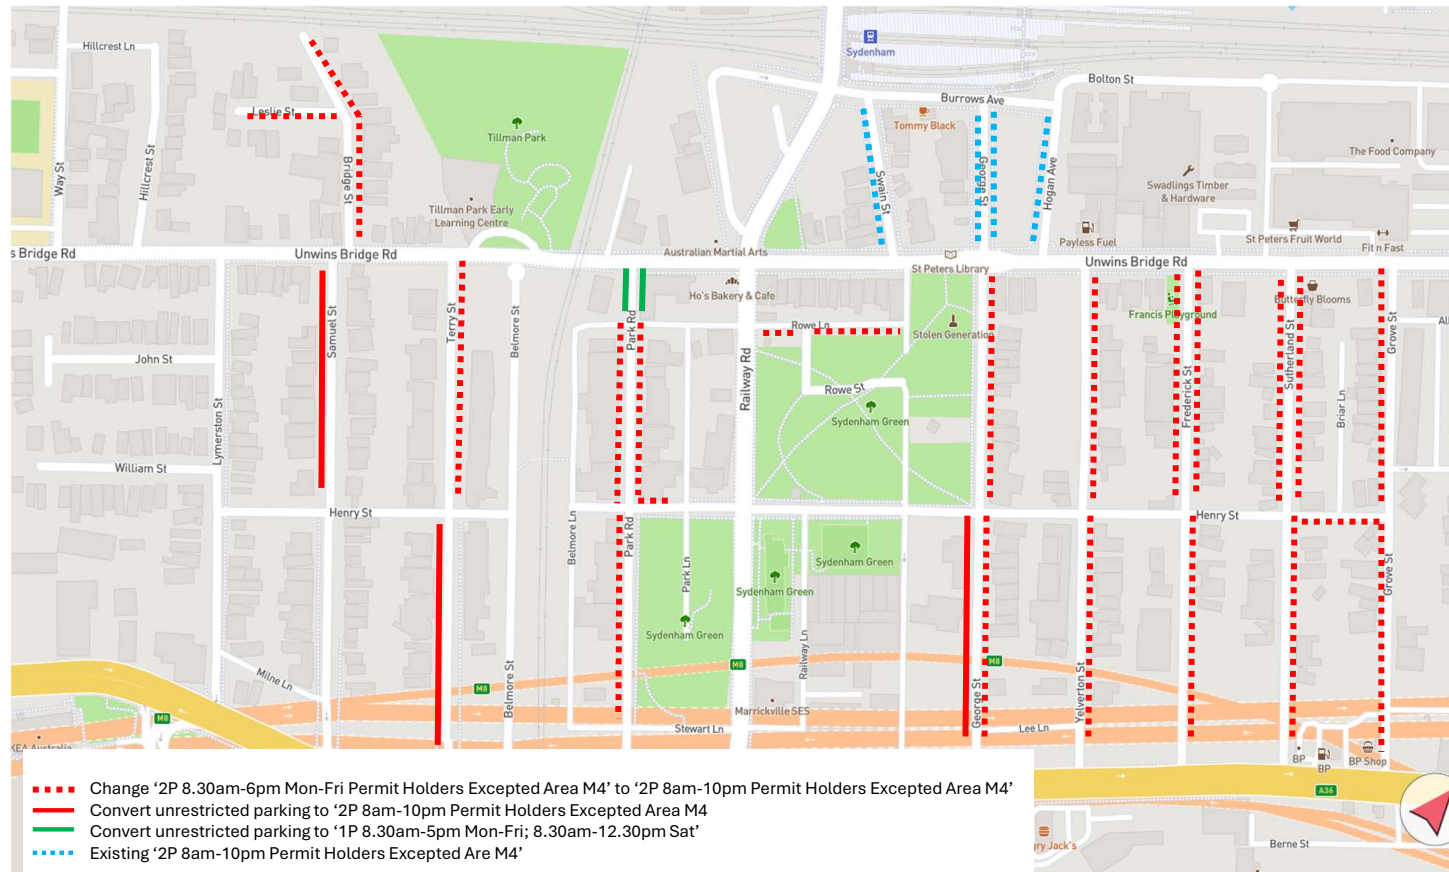 Sydenham
Hillcrest Ln
Bolton St
Burrows Ave
Leslie St
Tommy Black
Tillman Park
The Food Company
Way St
Hillcrest St
Bridge St
Swain St
George St
Hogan Ave
Swadlings Timber
& Hardware
Tillman Park Early
Learning Centre
Payless Fuel
St Peters Fruit World
Fit n Fast
s Bridge Rd
Unwins Bridge Rd
Australian Martial Arts
St Peters Library
Unwins Bridge Rd
Ho's Bakery & Cafe
Butterfly Blooms
Francis Playground
Samuel St
Terry St
Belmore St
Park Rd
Rowe Ln
Stolen Generation
Sutherland St
Grove St
Al
John St
Railway Rd
Rowe St
Frederick St
Briar Ln
Sydenham Green
Lymerston St
William St
Henry St
Henry St
Belmore Ln
Park Rd
Park Ln
Sydenham Green
Sydenham Green
Grove St
Sydenham Green
Railway Ln
Milne Ln
Belmore St
M8
M8
M8
M8
George St
Yelverton St
Marrickville SES
Stewart Ln
Lee Ln
KEA Australia
BP
BP
BP Shop
A36
gry Jack's
Berne St
Change ‘2P 8.30am-6pm Mon-Fri Permit Holders Excepted Area M4’ to ‘2P 8am-10pm Permit Holders Excepted Area M4’
Convert unrestricted parking to ‘2P 8am-10pm Permit Holders Excepted Area M4
Convert unrestricted parking to ‘1P 8.30am-5pm Mon-Fri; 8.30am-12.30pm Sat’
Existing ‘2P 8am-10pm Permit Holders Excepted Are M4’